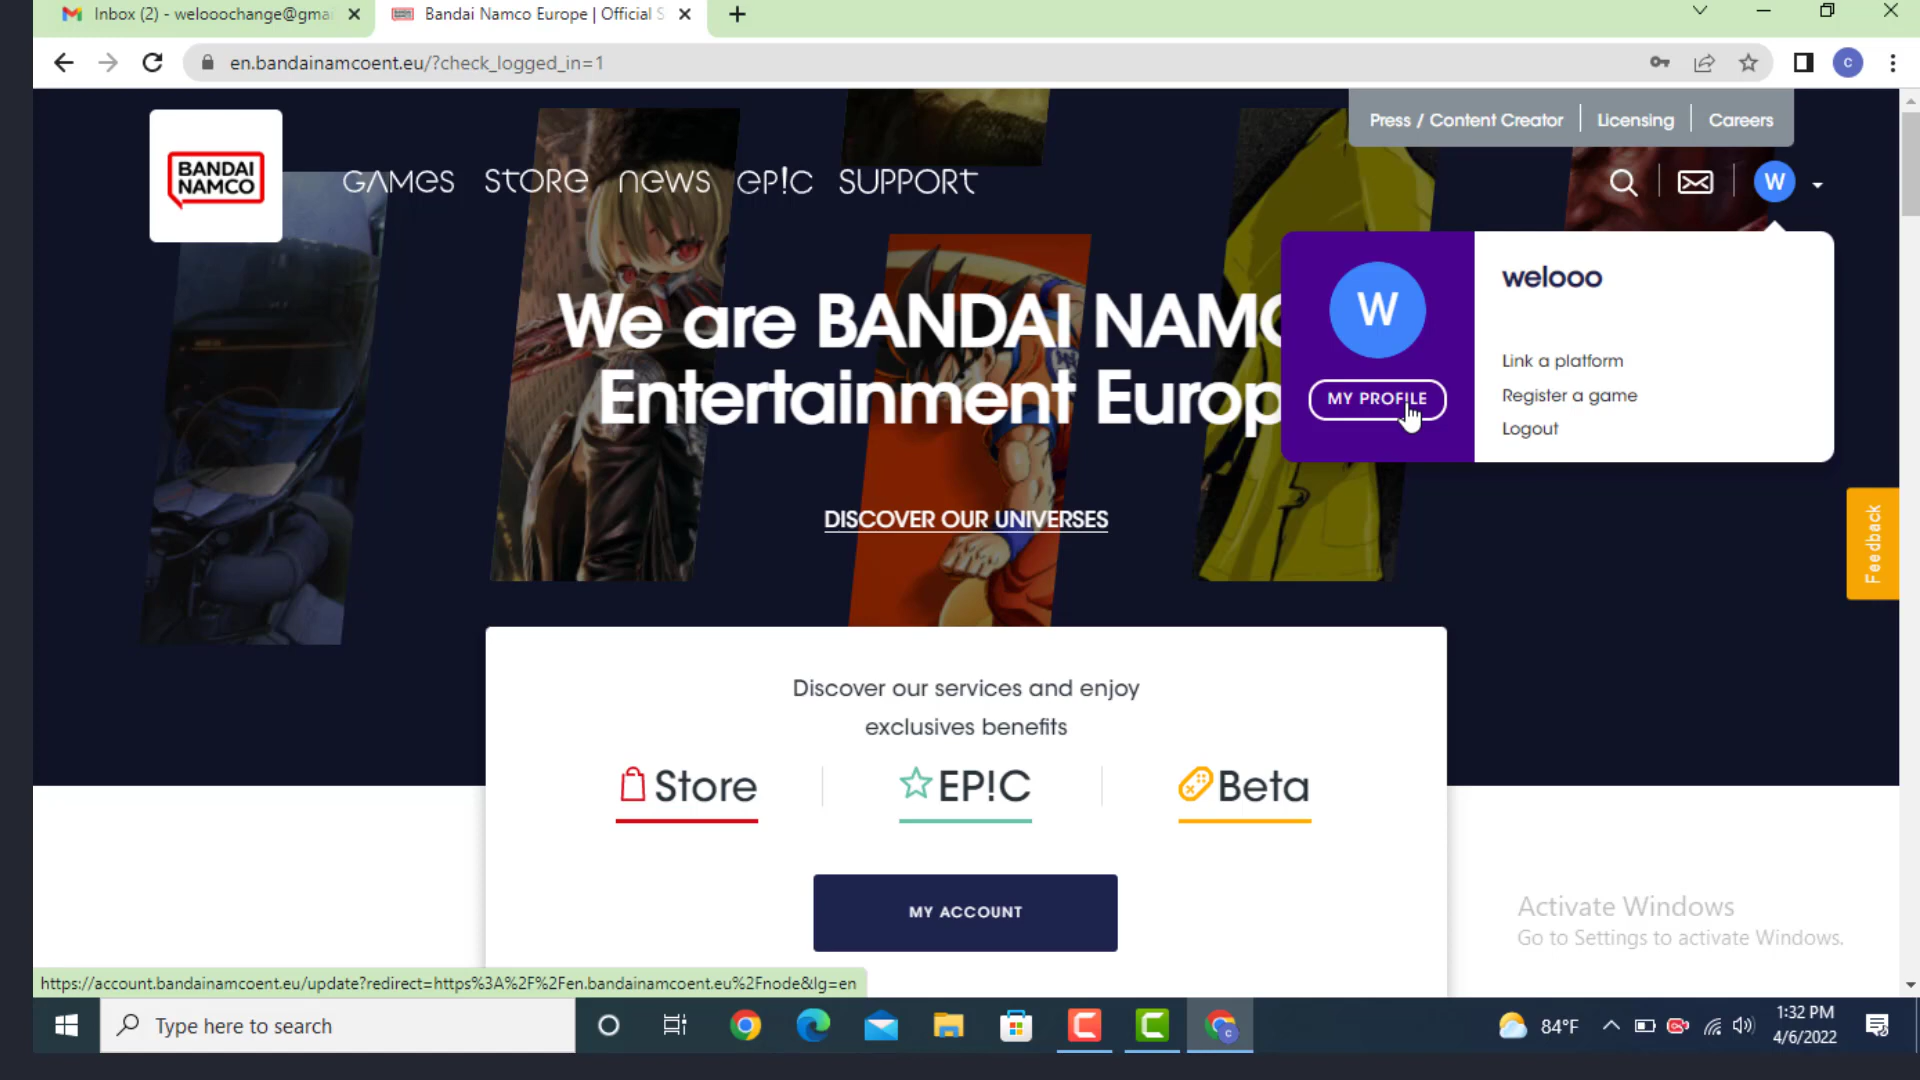 Inbox (2) - welooochange@gmai
Bandai Namco Europe | Official S
en.bandainamcoent.eu/?check_logged_in=1
C
Press / Content Creator
Licensing
Careers
BANDAI
NAMCO
GAMES
STORE
NEWS
EP!C
SUPPORT
W
We are BANDAI NAMC
Entertainment Europ
W
MY PROFILE
welooo
Link a platform
Register a game
Logout
DISCOVER OUR UNIVERSES
Feedback
Discover our services and enjoy
exclusives benefits
Store
EP!C
Beta
MY ACCOUNT
Activate Windows
Go to Settings to activate Windows.
https://account.bandainamcoent.eu/update?redirect=https%3A%2F%2Fen.bandainamcoent.eu%2Fnode&lg=en
Type here to search
84°F
1:32 PM
4/6/2022